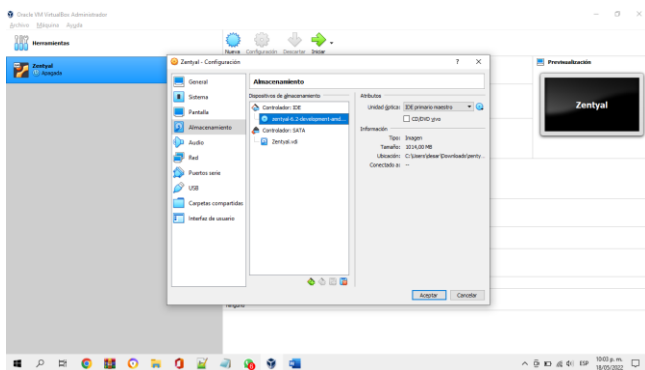 Oracle VM VirtualBox Administrador
Archivo Máquina Ayuda
Herramientas
Nueva Configuración Descartar Iniciar
Zentyal
Apagada
Previsualización
Zentyal
Zentyal - Configuración
General
Sistema
Pantalla
Almacenamiento
Audio
Red
Puertos serie
USB
Carpetas compartidas
Interfaz de usuario
Almacenamiento
Dispositivos de almacenamiento
Controlador: IDE
zentyal-6.2-development-amd...
Controlador: SATA
Zentyal.vdi
Atributos
Unidad óptica: IDE primario maestro
CD/DVD vivo
Información
Tipo: Imagen
Tamaño: 1014,00 MB
Ubicación: C:\Users\desar\Downloads\zenty...
Conectado a: --
Aceptar Cancelar
Ninguno
ESP
10:03 p. m.
18/05/2022